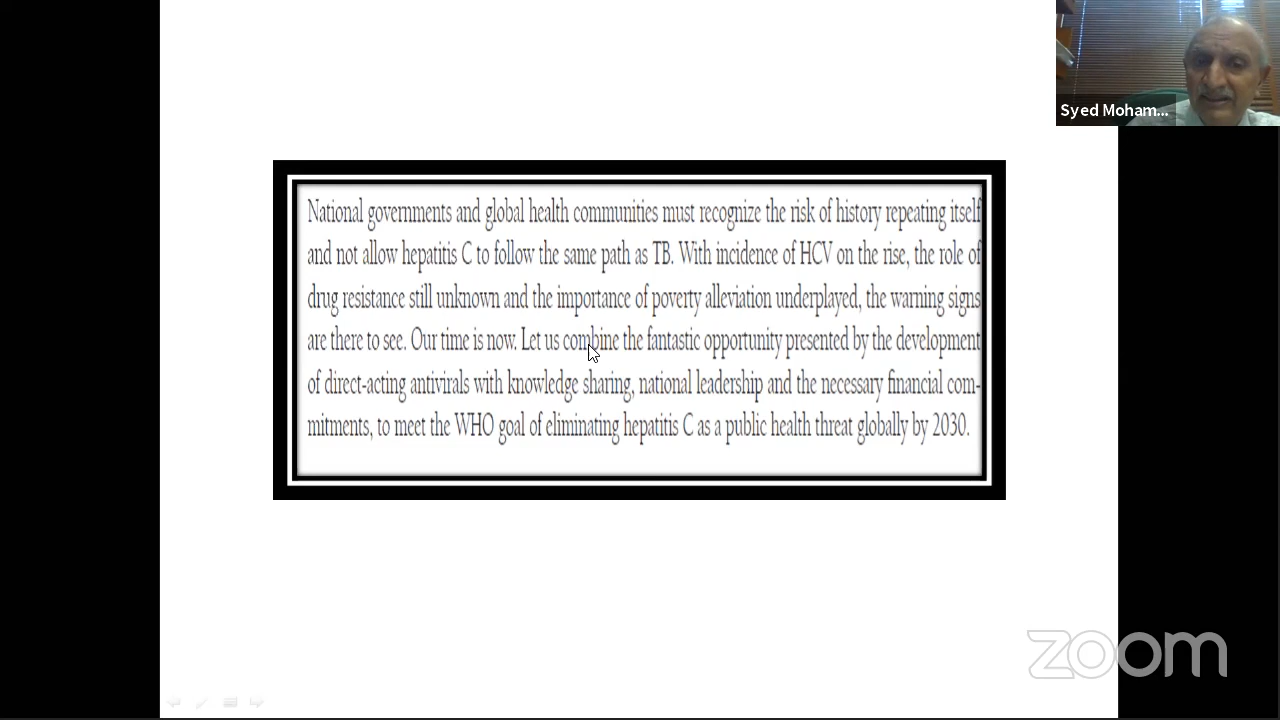 Syed Moham...
National governments and global health communities must recognize the risk of history repeating itself
and not allow hepatitis C to follow the same path as TB. With incidence of HCV on the rise, the role of
drug resistance still unknown and the importance of poverty alleviation underplayed, the warning signs
are there to see. Our time is now. Let us combine the fantastic opportunity presented by the development
of direct-acting antivirals with knowledge sharing, national leadership and the necessary financial com-
mitments, to meet the WHO goal of eliminating hepatitis C as a public health threat globally by 2030.
zoom